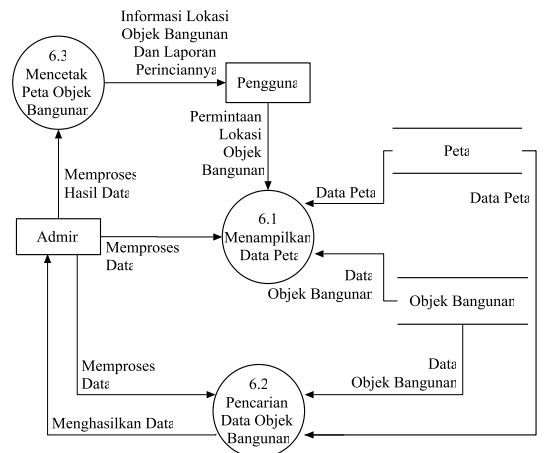 Informasi Lokasi
Objek Bangunan
Dan Laporan
Perinciannya
6.3
Mencetak
Peta Objek
Bangunan
Pengguna
Permintaan
Lokasi
Objek
Bangunan
Peta
Data Peta
Data Peta
Memproses
Hasil Data
6.1
Menampilkan
Data Peta
Admin
Memproses
Data
Data
Objek Bangunan
Objek Bangunan
Memproses
Data
Data
Objek Bangunan
6.2
Pencarian
Data Objek
Bangunan
Menghasilkan Data